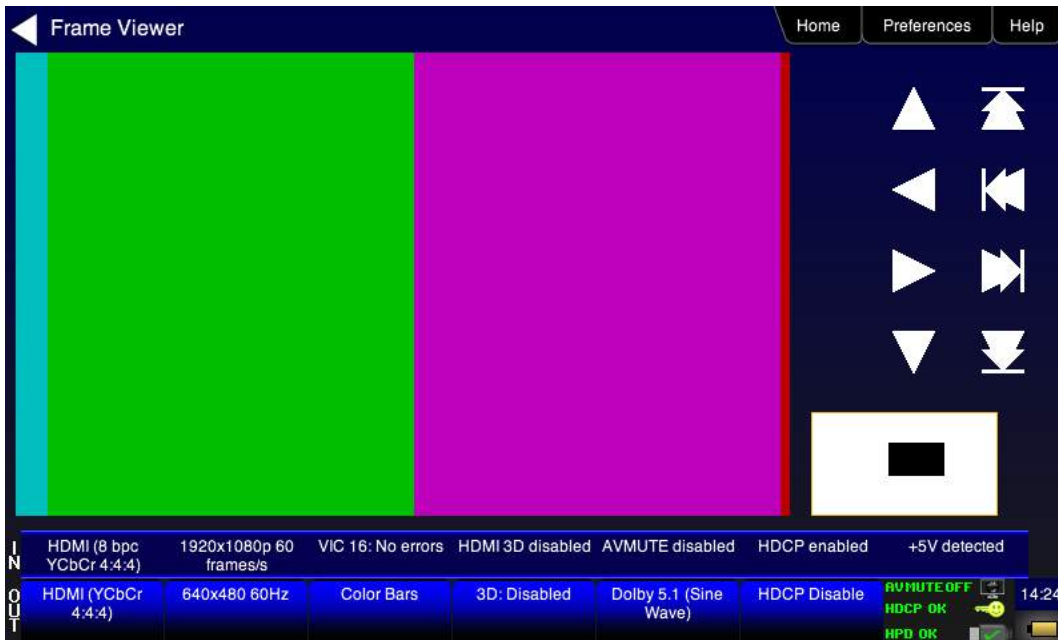 Frame Viewer
Home
Preferences
Help
IN
HDMI (8 bpc
YCbCr 4:4:4)
1920x1080p 60
frames/s
VIC 16: No errors
HDMI 3D disabled
AVMUTE disabled
HDCP enabled
+5V detected
OUT
HDMI (YCbCr
4:4:4)
640x480 60Hz
Color Bars
3D: Disabled
Dolby 5.1 (Sine
Wave)
HDCP Disable
AVMUTE OFF
HDCP OK
HPD OK
14:24